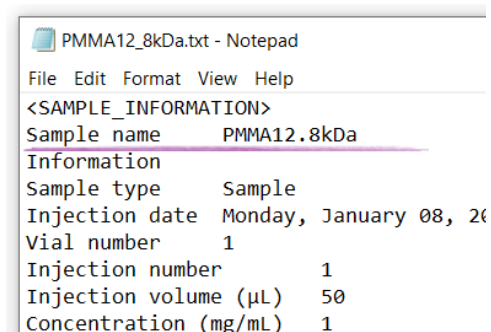 PMMA12_8kDa.txt - Notepad
File Edit Format View Help
<SAMPLE_INFORMATION>
Sample name PMMA12.8kDa
Information
Sample type Sample
Injection date Monday, January 08, 20
Vial number 1
Injection number 1
Injection volume (µL) 50
Concentration (mg/mL) 1